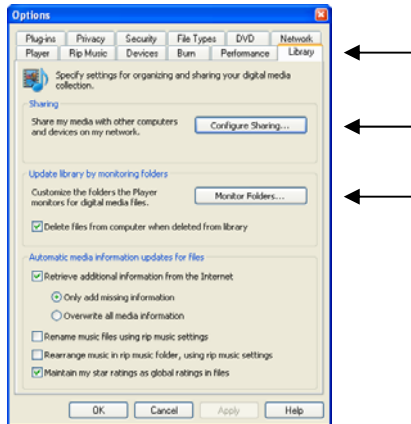 Options
Plug-ins Privacy Security File Types DVD Network
Player Rip Music Devices Burn Performance Library
Specify settings for organizing and sharing your digital media
collection.
Sharing
Share my media with other computers
and devices on my network.
Configure Sharing...
Update library by monitoring folders
Customize the folders the Player
monitors for digital media files.
Monitor Folders...
Delete files from computer when deleted from library
Automatic media information updates for files
Retrieve additional information from the Internet
Only add missing information
Overwrite all media information
Rename music files using rip music settings
Rearrange music in rip music folder, using rip music settings
Maintain my star ratings as global ratings in files
OK Cancel Apply Help